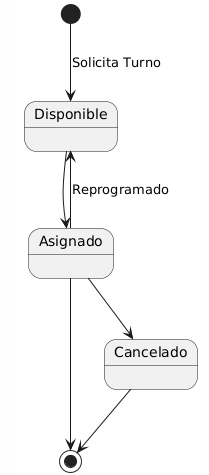 Solicita Turno
Disponible
Reprogramado
Asignado
Cancelado